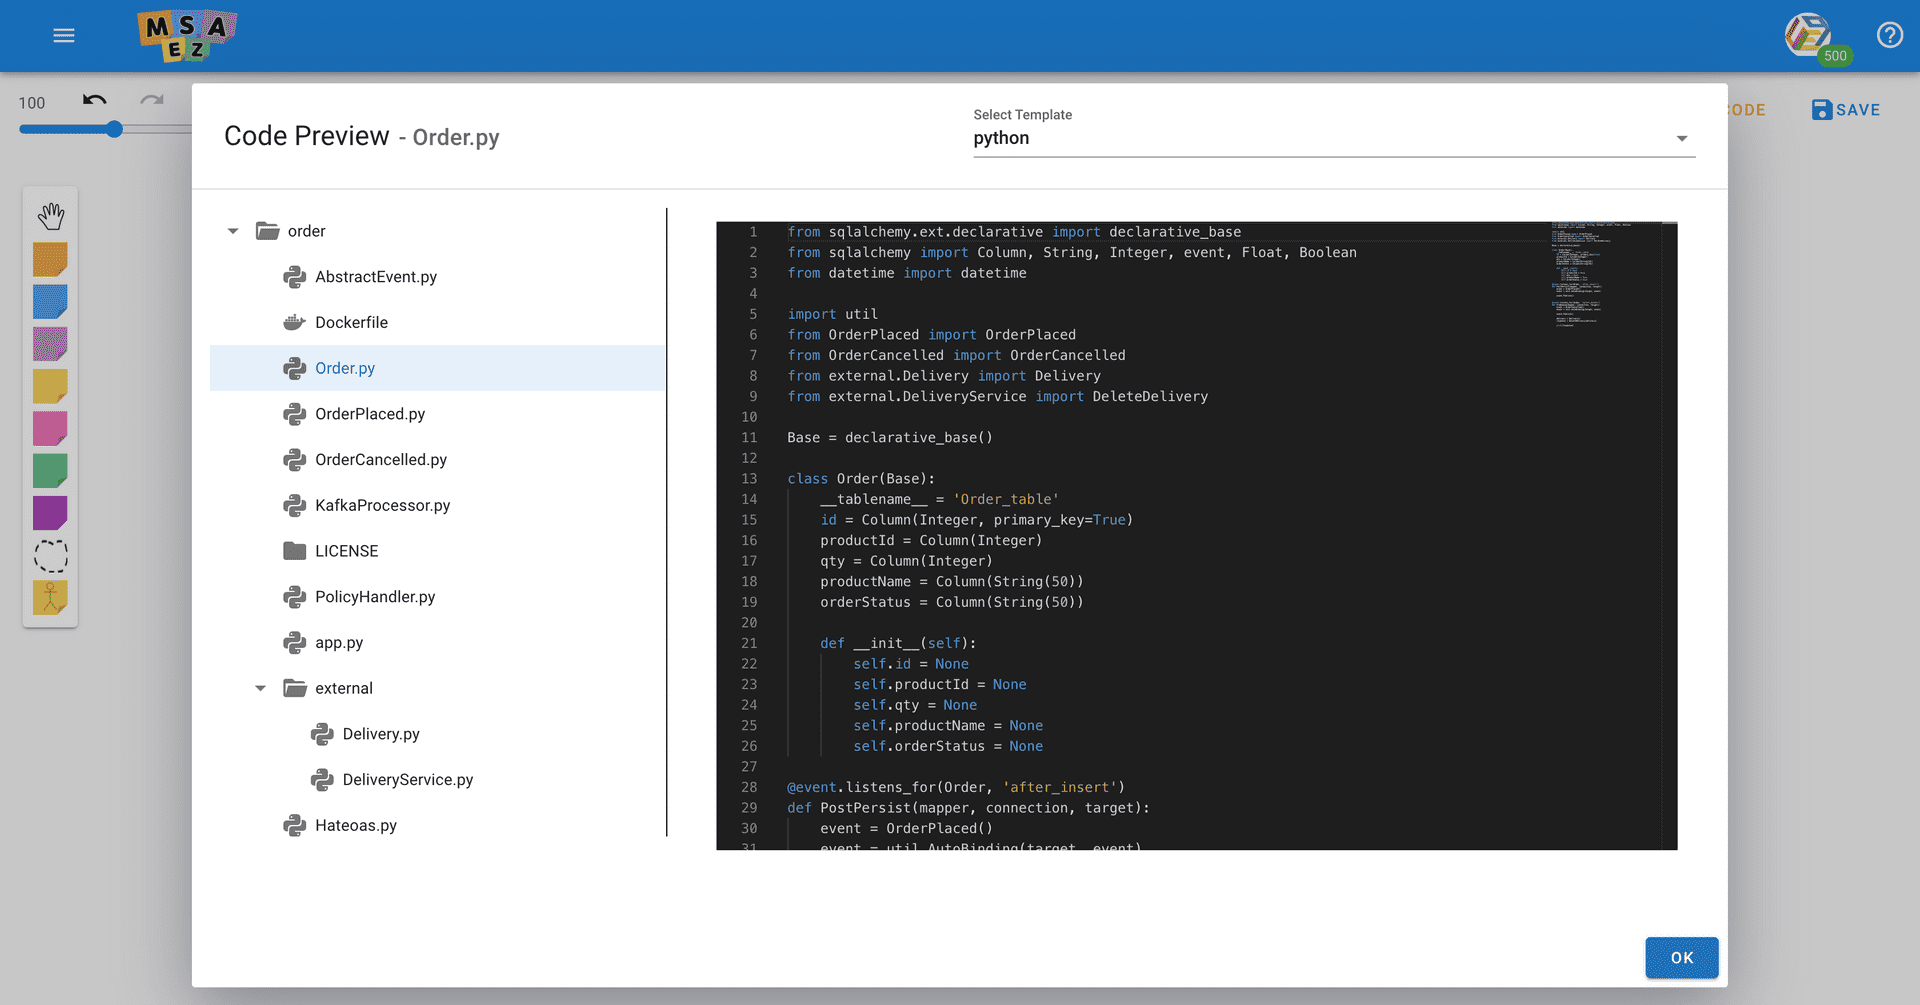 MSA
EZ
500
100
CODE
SAVE
Code Preview - Order.py
Select Template
python
order
AbstractEvent.py
Dockerfile
Order.py
OrderPlaced.py
OrderCancelled.py
KafkaProcessor.py
LICENSE
PolicyHandler.py
app.py
external
Delivery.py
DeliveryService.py
Hateoas.py
1 from sqlalchemy.ext.declarative import declarative_base
2 from sqlalchemy import Column, String, Integer, event, Float, Boolean
3 from datetime import datetime
4
5 import util
6 from OrderPlaced import OrderPlaced
7 from OrderCancelled import OrderCancelled
8 from external.Delivery import Delivery
9 from external.DeliveryService import DeleteDelivery
10
11 Base = declarative_base()
12
13 class Order(Base):
14     __tablename__ = 'Order_table'
15     id = Column(Integer, primary_key=True)
16     productId = Column(Integer)
17     qty = Column(Integer)
18     productName = Column(String(50))
19     orderStatus = Column(String(50))
20
21     def __init__(self):
22         self.id = None
23         self.productId = None
24         self.qty = None
25         self.productName = None
26         self.orderStatus = None
27
28 @event.listens_for(Order, 'after_insert')
29 def PostPersist(mapper, connection, target):
30     event = OrderPlaced()
31     event = util.AutoBinding(target, event)
OK